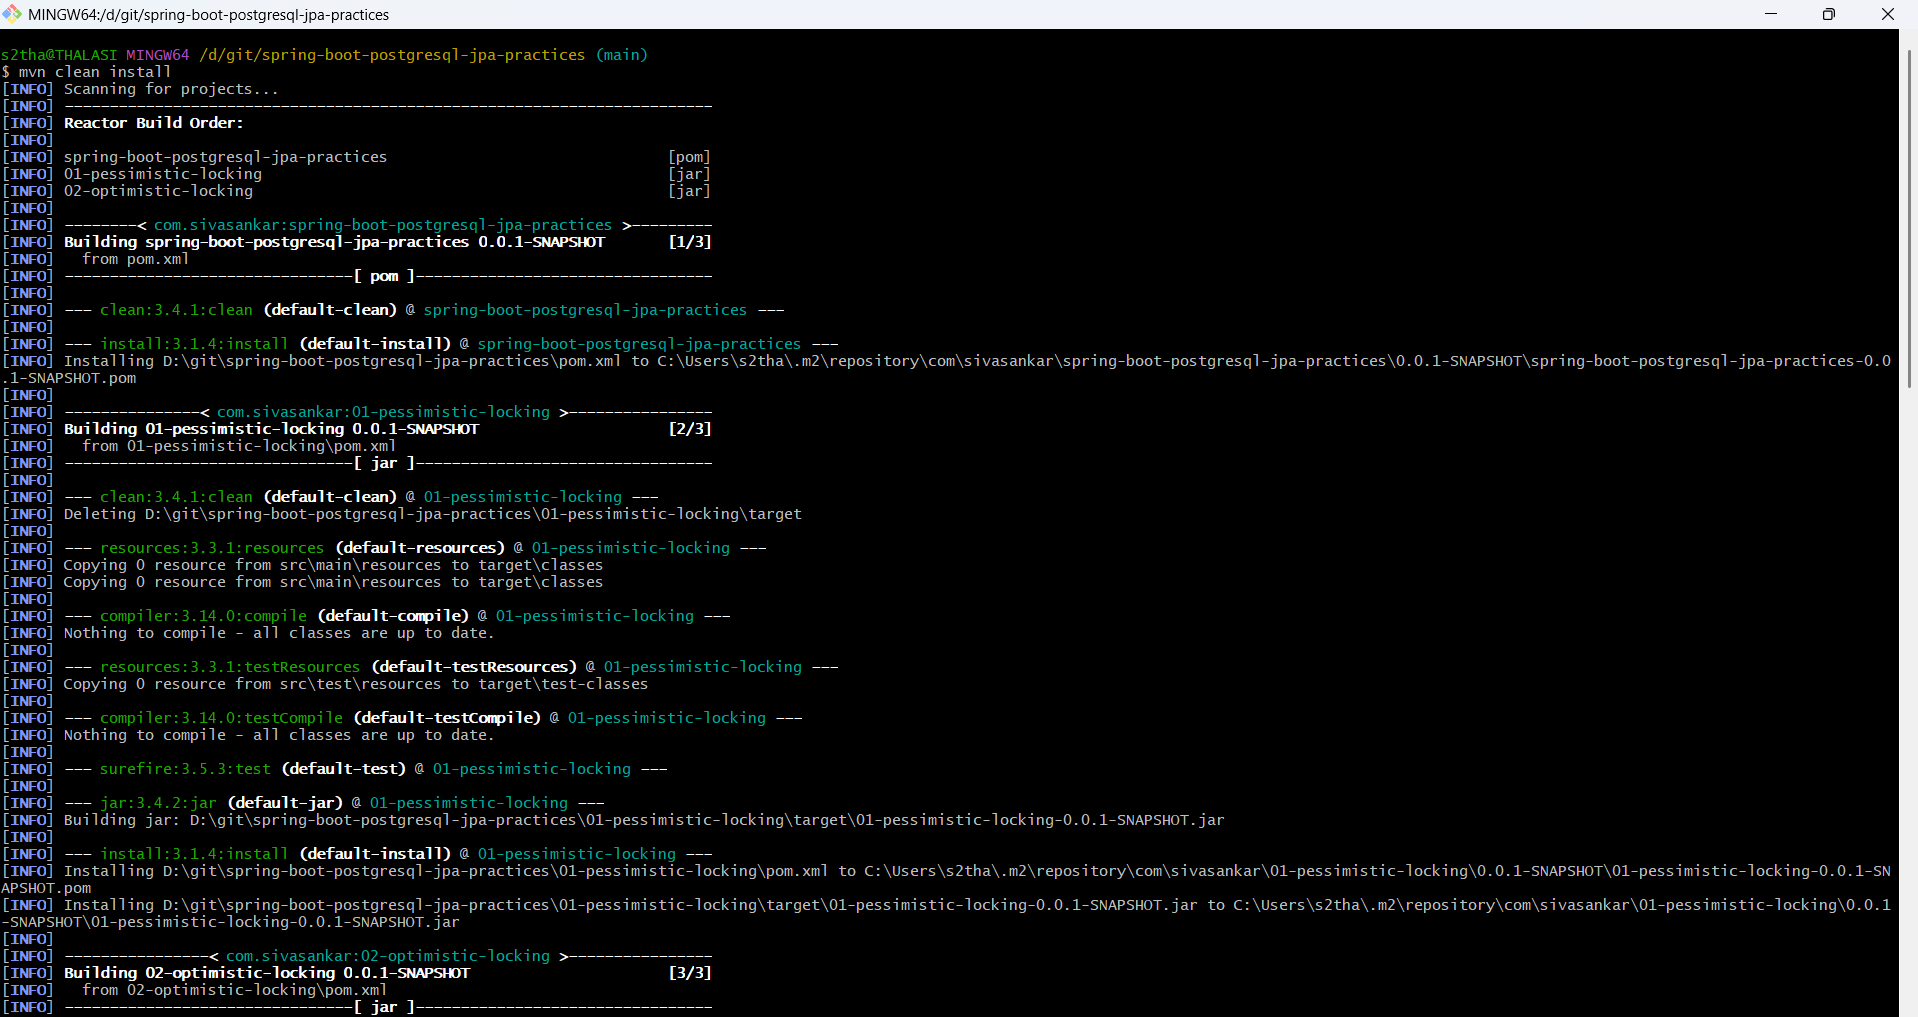 MINGW64:/d/git/spring-boot-postgresql-jpa-practices
s2tha@THALASI MINGW64 /d/git/spring-boot-postgresql-jpa-practices (main)
$ mvn clean install
[INFO] Scanning for projects...
[INFO] ------------------------------------------------------------------------
[INFO] Reactor Build Order:
[INFO]
[INFO] spring-boot-postgresql-jpa-practices                               [pom]
[INFO] 01-pessimistic-locking                                             [jar]
[INFO] 02-optimistic-locking                                              [jar]
[INFO]
[INFO] --------< com.sivasankar:spring-boot-postgresql-jpa-practices >---------
[INFO] Building spring-boot-postgresql-jpa-practices 0.0.1-SNAPSHOT       [1/3]
[INFO]   from pom.xml
[INFO] --------------------------------[ pom ]---------------------------------
[INFO]
[INFO] --- clean:3.4.1:clean (default-clean) @ spring-boot-postgresql-jpa-practices ---
[INFO]
[INFO] --- install:3.1.4:install (default-install) @ spring-boot-postgresql-jpa-practices ---
[INFO] Installing D:\git\spring-boot-postgresql-jpa-practices\pom.xml to C:\Users\s2tha\.m2\repository\com\sivasankar\spring-boot-postgresql-jpa-practices\0.0.1-SNAPSHOT\spring-boot-postgresql-jpa-practices-0.0
.1-SNAPSHOT.pom
[INFO]
[INFO] ---------------< com.sivasankar:01-pessimistic-locking >----------------
[INFO] Building 01-pessimistic-locking 0.0.1-SNAPSHOT                     [2/3]
[INFO]   from 01-pessimistic-locking\pom.xml
[INFO] --------------------------------[ jar ]---------------------------------
[INFO]
[INFO] --- clean:3.4.1:clean (default-clean) @ 01-pessimistic-locking ---
[INFO] Deleting D:\git\spring-boot-postgresql-jpa-practices\01-pessimistic-locking\target
[INFO]
[INFO] --- resources:3.3.1:resources (default-resources) @ 01-pessimistic-locking ---
[INFO] Copying 0 resource from src\main\resources to target\classes
[INFO] Copying 0 resource from src\main\resources to target\classes
[INFO]
[INFO] --- compiler:3.14.0:compile (default-compile) @ 01-pessimistic-locking ---
[INFO] Nothing to compile - all classes are up to date.
[INFO]
[INFO] --- resources:3.3.1:testResources (default-testResources) @ 01-pessimistic-locking ---
[INFO] Copying 0 resource from src\test\resources to target\test-classes
[INFO]
[INFO] --- compiler:3.14.0:testCompile (default-testCompile) @ 01-pessimistic-locking ---
[INFO] Nothing to compile - all classes are up to date.
[INFO]
[INFO] --- surefire:3.5.3:test (default-test) @ 01-pessimistic-locking ---
[INFO]
[INFO] --- jar:3.4.2:jar (default-jar) @ 01-pessimistic-locking ---
[INFO] Building jar: D:\git\spring-boot-postgresql-jpa-practices\01-pessimistic-locking\target\01-pessimistic-locking-0.0.1-SNAPSHOT.jar
[INFO]
[INFO] --- install:3.1.4:install (default-install) @ 01-pessimistic-locking ---
[INFO] Installing D:\git\spring-boot-postgresql-jpa-practices\01-pessimistic-locking\pom.xml to C:\Users\s2tha\.m2\repository\com\sivasankar\01-pessimistic-locking\0.0.1-SNAPSHOT\01-pessimistic-locking-0.0.1-SN
APSHOT.pom
[INFO] Installing D:\git\spring-boot-postgresql-jpa-practices\01-pessimistic-locking\target\01-pessimistic-locking-0.0.1-SNAPSHOT.jar to C:\Users\s2tha\.m2\repository\com\sivasankar\01-pessimistic-locking\0.0.1
-SNAPSHOT\01-pessimistic-locking-0.0.1-SNAPSHOT.jar
[INFO]
[INFO] ----------------< com.sivasankar:02-optimistic-locking >----------------
[INFO] Building 02-optimistic-locking 0.0.1-SNAPSHOT                      [3/3]
[INFO]   from 02-optimistic-locking\pom.xml
[INFO] --------------------------------[ jar ]---------------------------------